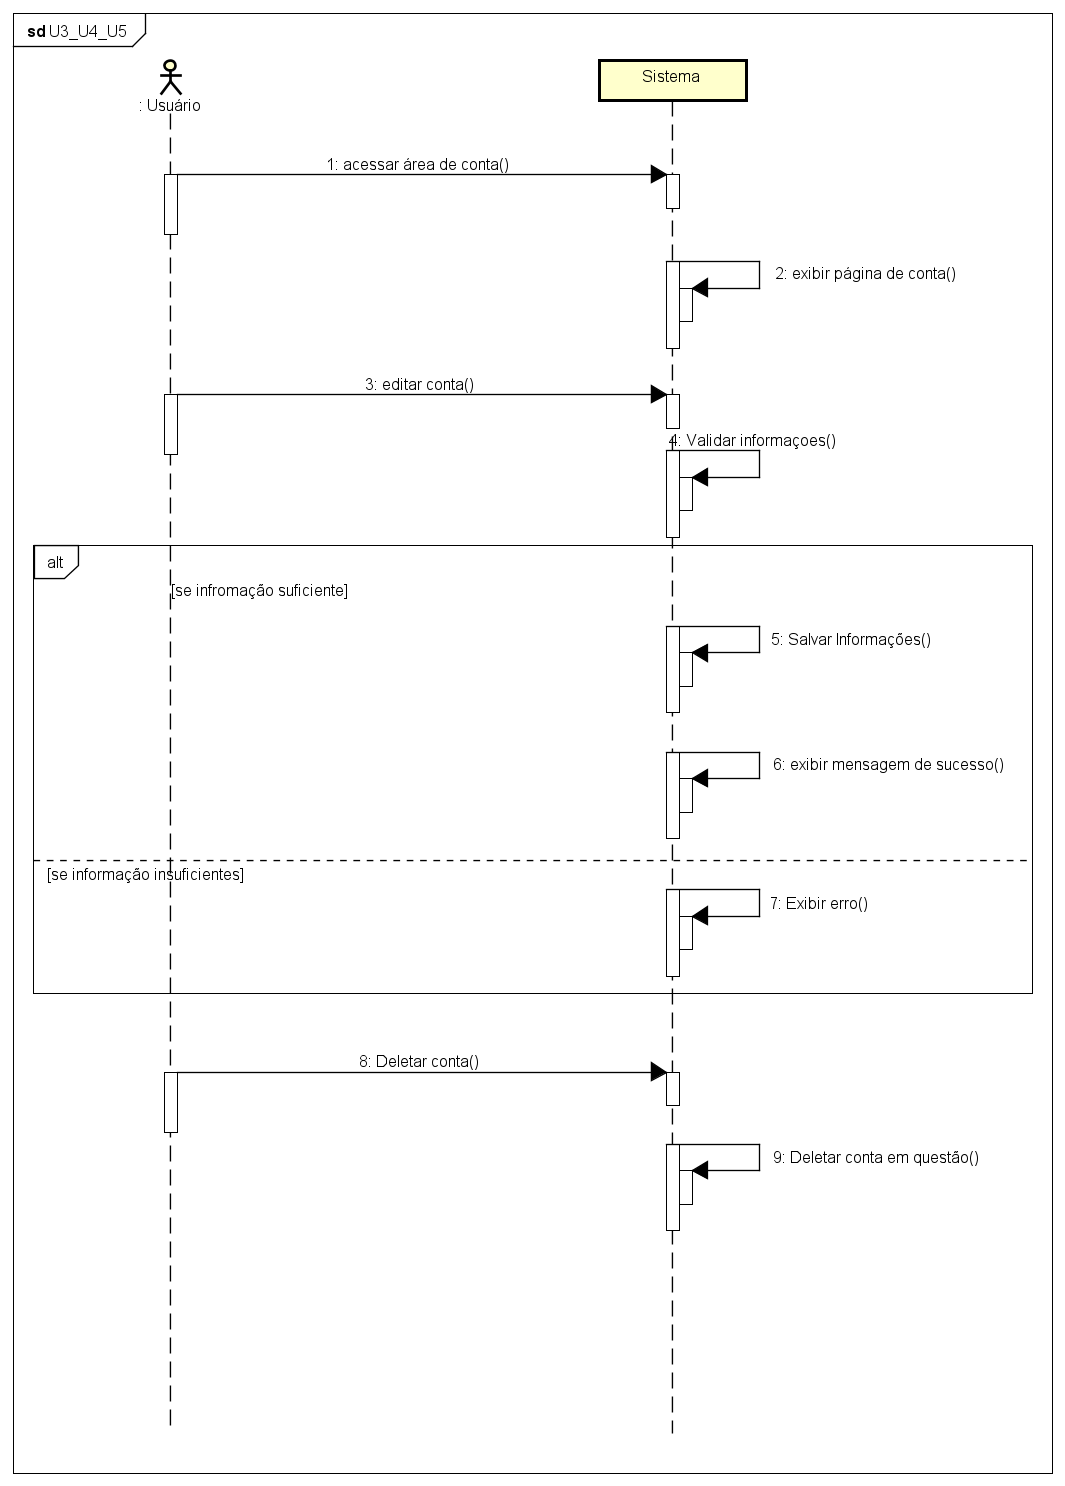 sd U3_U4_U5
: Usuário
Sistema
1: acessar área de conta()
2: exibir página de conta()
3: editar conta()
4: Validar informaçoes()
alt
[se infromação suficiente]
5: Salvar Informações()
6: exibir mensagem de sucesso()
[se informação insuficientes]
7: Exibir erro()
8: Deletar conta()
9: Deletar conta em questão()